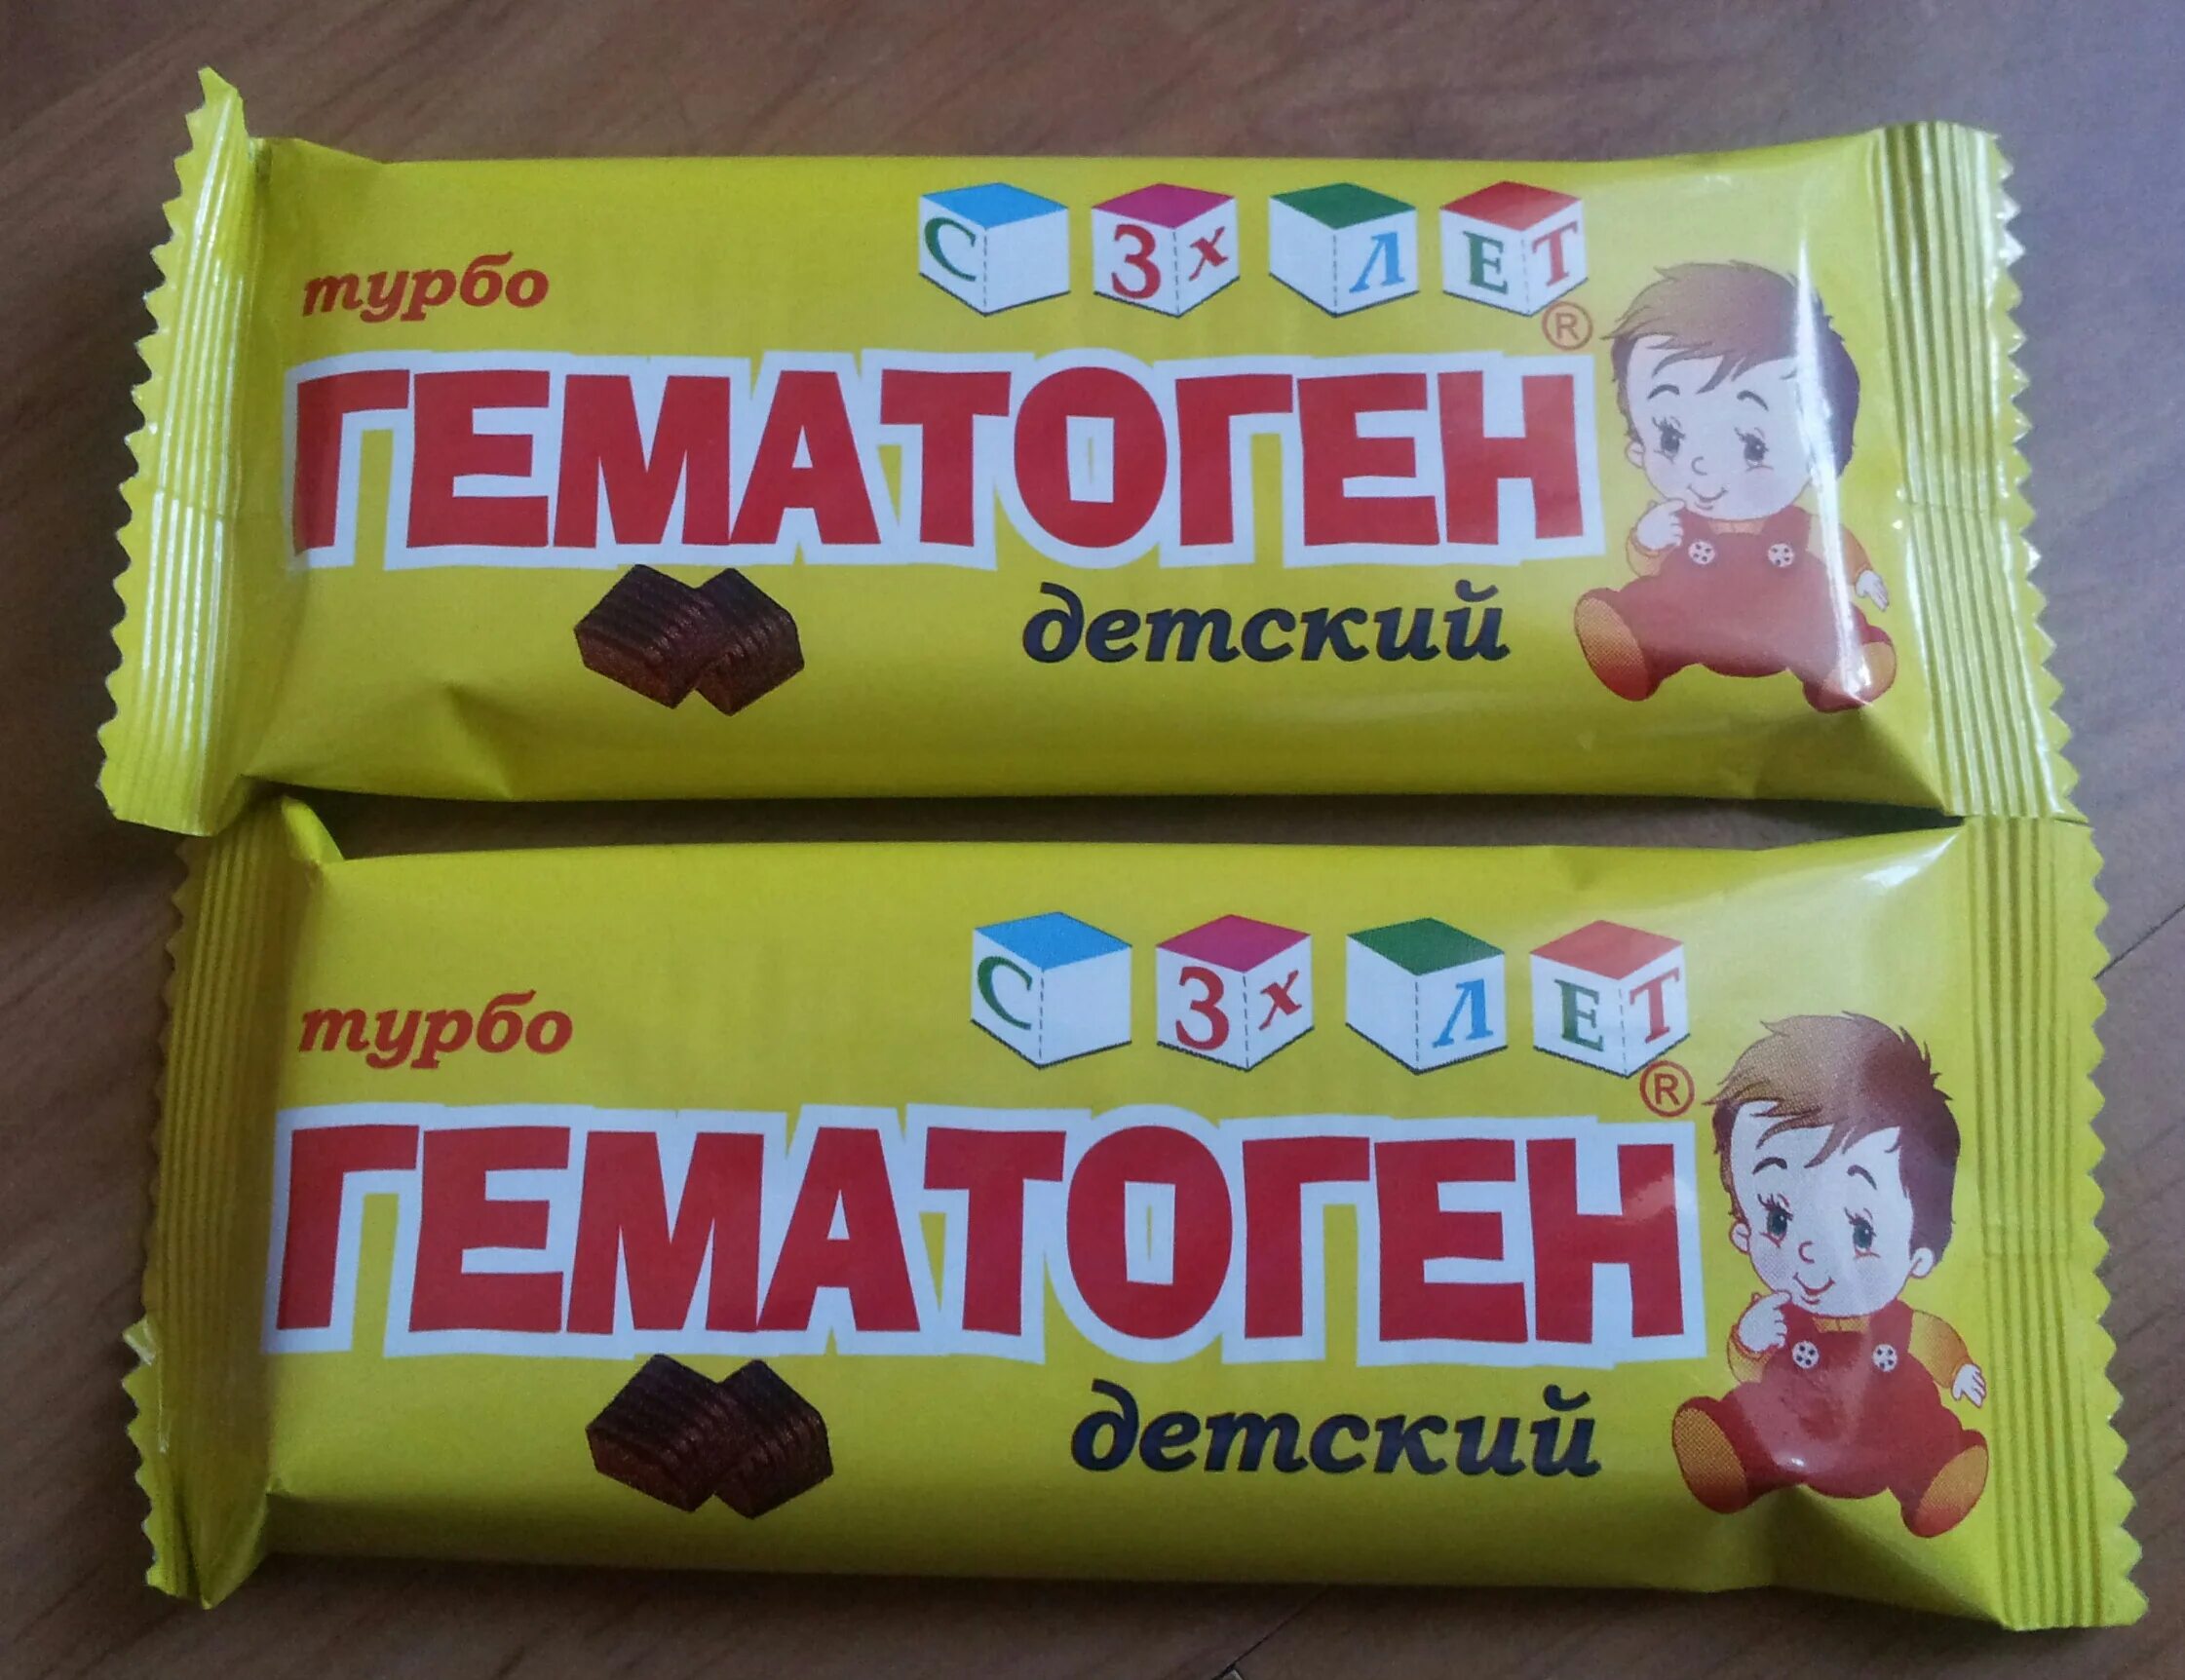 С 3х ЛЕТ
турбо
®
ГЕМАТОГЕН
детский
С 3х ЛЕТ
турбо
®
ГЕМАТОГЕН
детский